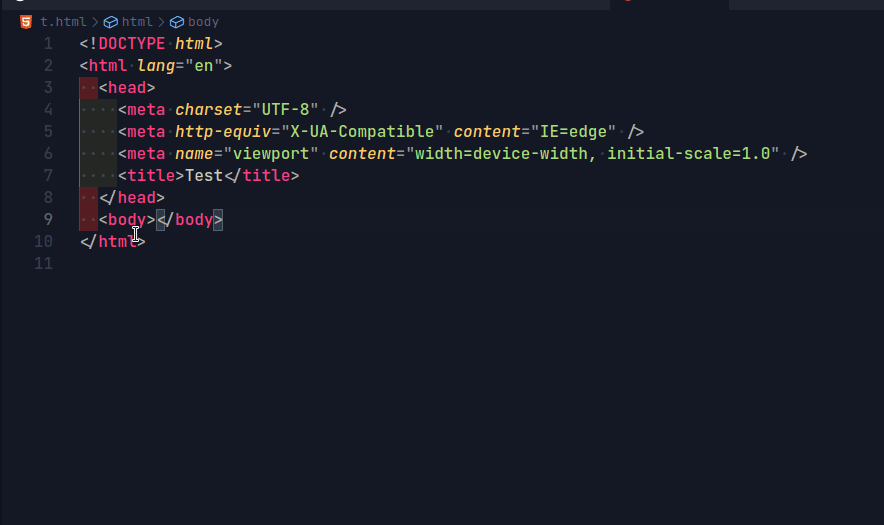 t.html > html > body
1 <!DOCTYPE html>
2 <html lang="en">
3 <head>
4 <meta charset="UTF-8" />
5 <meta http-equiv="X-UA-Compatible" content="IE=edge" />
6 <meta name="viewport" content="width=device-width, initial-scale=1.0" />
7 <title>Test</title>
8 </head>
9 <body></body>
10 </html>
11